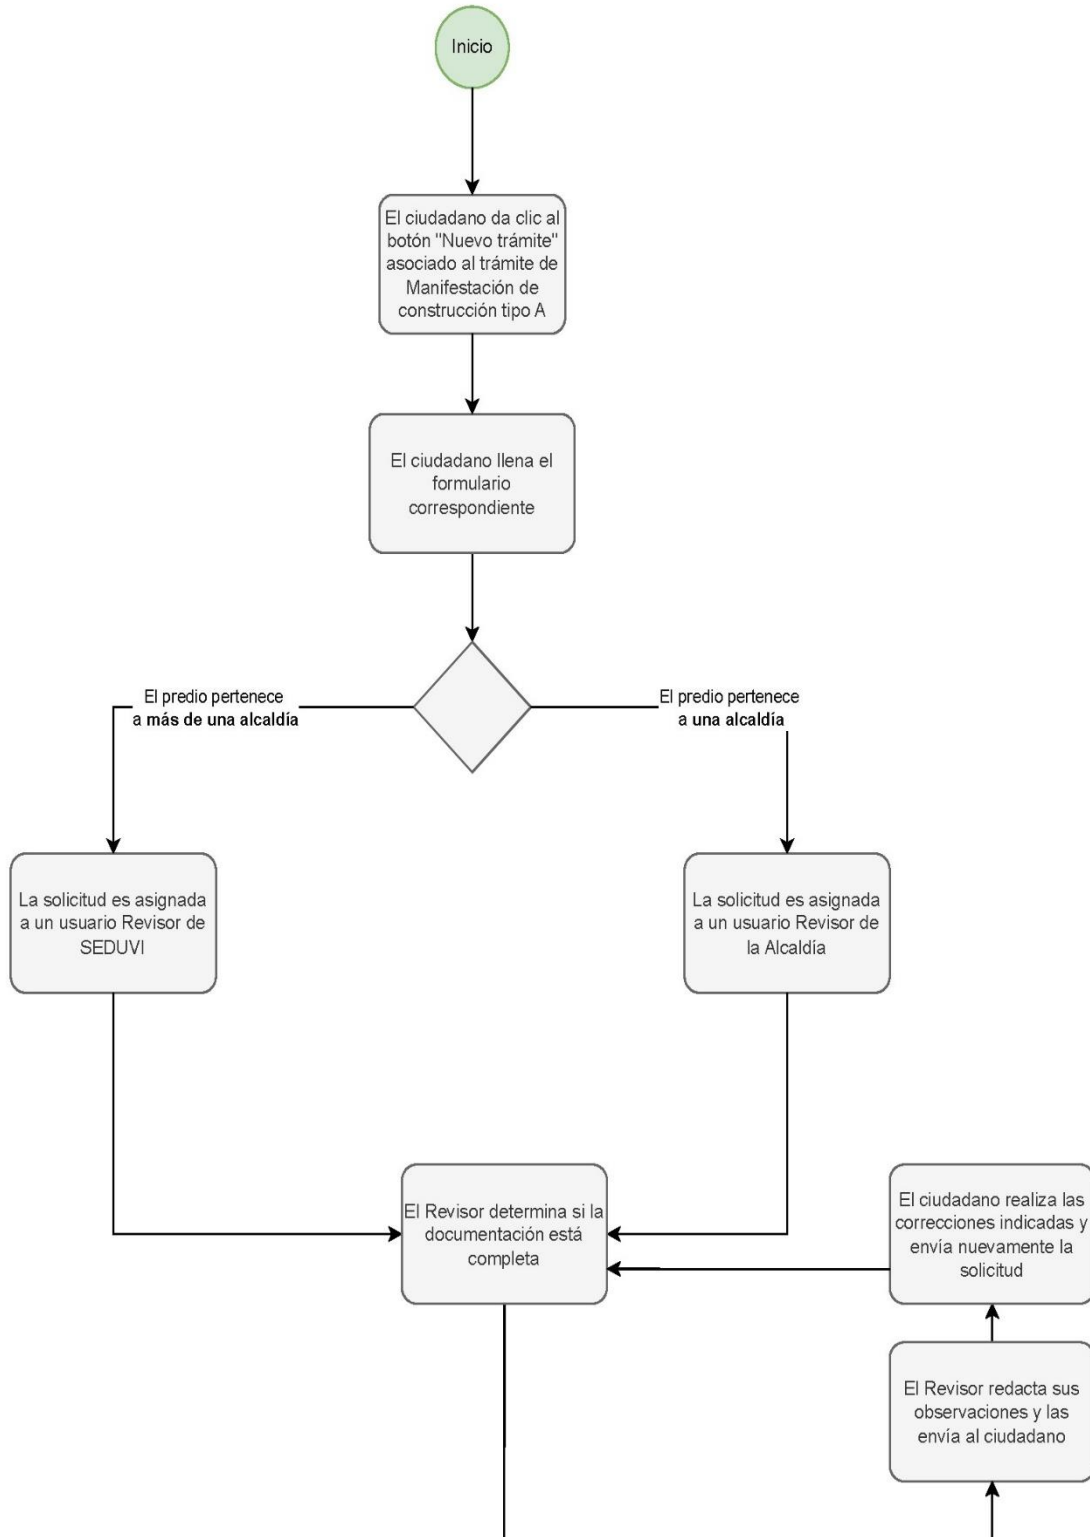 Inicio
El ciudadano da clic al
botón "Nuevo trámite"
asociado al trámite de
Manifestación de
construcción tipo A
El ciudadano llena el
formulario
correspondiente
El predio pertenece
a más de una alcaldía
El predio pertenece
a una alcaldía
La solicitud es asignada
a un usuario Revisor de
SEDUVI
La solicitud es asignada
a un usuario Revisor de
la Alcaldía
El Revisor determina si la
documentación está
completa
El ciudadano realiza las
correcciones indicadas y
envía nuevamente la
solicitud
El Revisor redacta sus
observaciones y las
envía al ciudadano